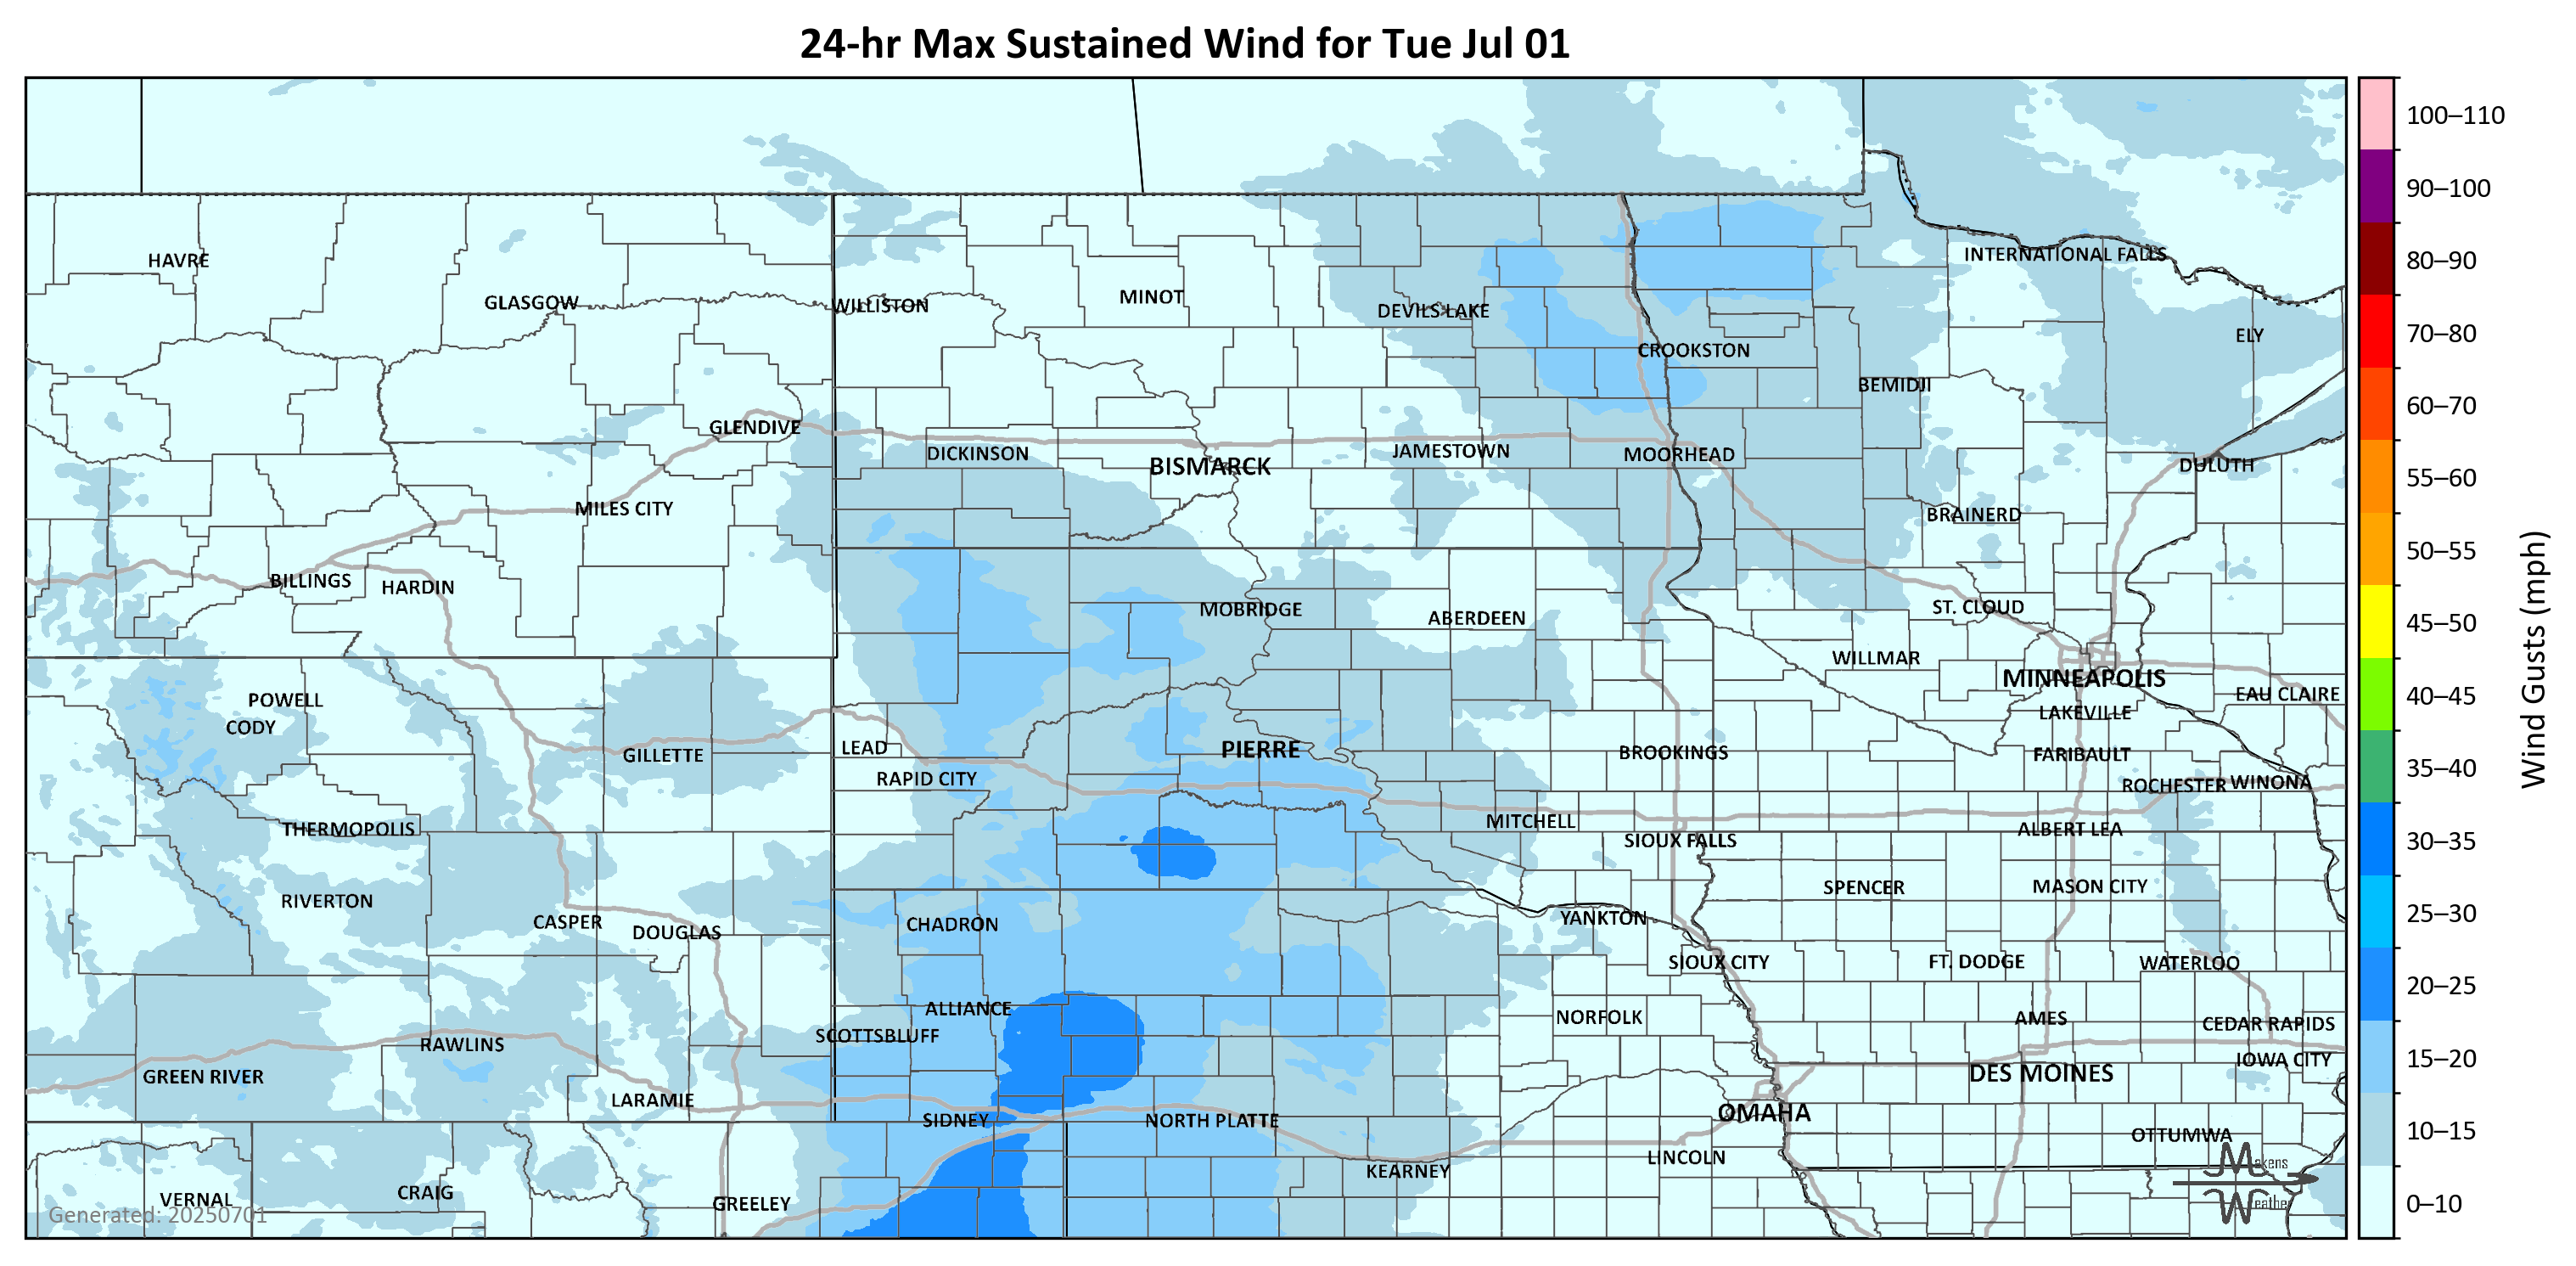 24-hr Max Sustained Wind for Tue Jul 01
100–110
90–100
80–90
70–80
60–70
55–60
50–55
45–50
40–45
35–40
30–35
25–30
20–25
15–20
10–15
0–10
Wind Gusts (mph)
HAVRE
GLASGOW
WILLISTON
MINOT
DEVILS LAKE
INTERNATIONAL FALLS
ELY
CROOKSTON
BEMIDJI
GLENDIVE
DICKINSON
BISMARCK
JAMESTOWN
MOORHEAD
DULUTH
MILES CITY
BRAINERD
BILLINGS
HARDIN
MOBRIDGE
ABERDEEN
ST. CLOUD
WILLMAR
MINNEAPOLIS
EAU CLAIRE
POWELL
CODY
LAKEVILLE
GILLETTE
LEAD
PIERRE
BROOKINGS
FARIBAULT
RAPID CITY
ROCHESTER
WINONA
THERMOPOLIS
MITCHELL
SIOUX FALLS
ALBERT LEA
RIVERTON
SPENCER
MASON CITY
CASPER
DOUGLAS
CHADRON
YANKTON
SIOUX CITY
FT. DODGE
WATERLOO
ALLIANCE
SCOTTSBLUFF
NORFOLK
AMES
CEDAR RAPIDS
RAWLINS
IOWA CITY
GREEN RIVER
DES MOINES
LARAMIE
SIDNEY
NORTH PLATTE
OMAHA
OTTUMWA
KEARNEY
LINCOLN
VERNAL
CRAIG
GREELEY
Generated: 20250701
Makens
Weather